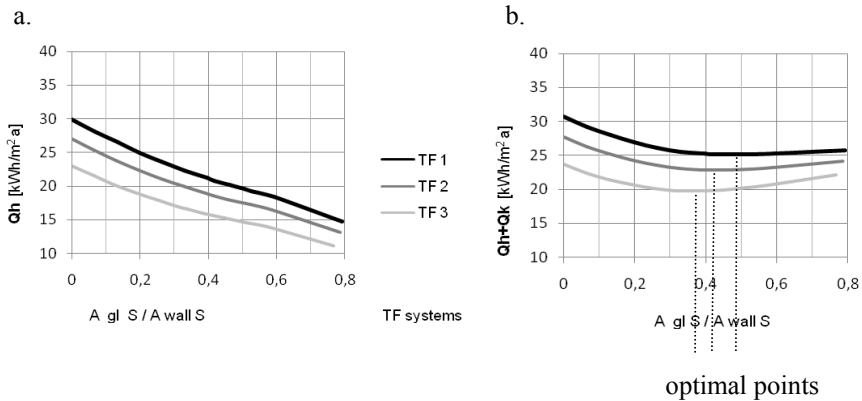 a.
Qh [kWh/m² a]
40
35
30
25
20
15
10
0
0,2
0,4
0,6
0,8
A gl S / A wall S
TF 1
TF 2
TF 3
TF systems
b.
Qh+Qk [kWh/m² a]
40
35
30
25
20
15
10
0
0,2
0,4
0,6
0,8
A gl S / A wall S
optimal points